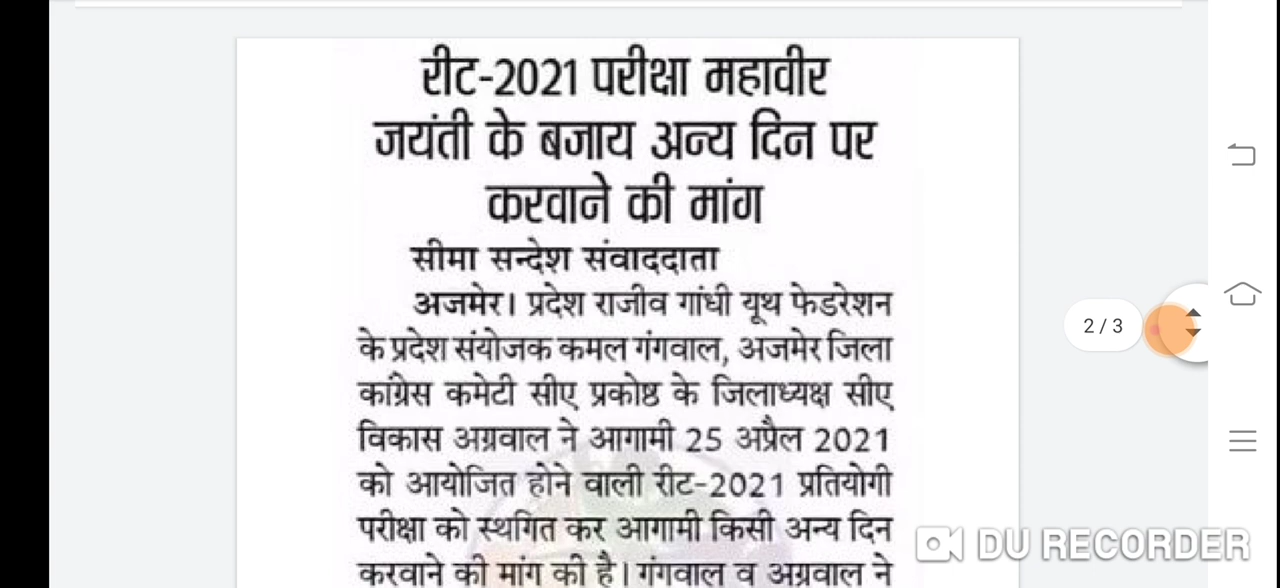 रीट-2021 परीक्षा महावीर
जयंती के बजाय अन्य दिन पर
करवाने की मांग
सीमा सन्देश संवाददाता
अजमेर। प्रदेश राजीव गांधी यूथ फेडरेशन
के प्रदेश संयोजक कमल गंगवाल, अजमेर जिला
कांग्रेस कमेटी सीए प्रकोष्ठ के जिलाध्यक्ष सीए
विकास अग्रवाल ने आगामी 25 अप्रैल 2021
को आयोजित होने वाली रीट-2021 प्रतियोगी
परीक्षा को स्थगित कर आगामी किसी अन्य दिन
करवाने की मांग की है। गंगवाल व अग्रवाल ने
2 / 3
DU RECORDER